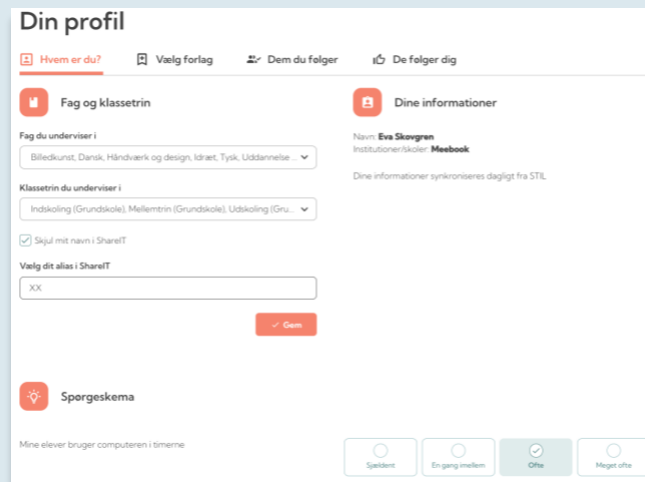 Din profil
Hvem er du?
Vælg forlag
Dem du følger
De følger dig
Fag og klassetrin
Fag du underviser i
Billedkunst, Dansk, Håndværk og design, Idræt, Tysk, Uddannelse...
Klassetrin du underviser i
Indskoling (Grundskole), Mellemtrin (Grundskole), Udskoling (Gru...
Skjul mit navn i ShareIT
Vælg dit alias i ShareIT
XX
Gem
Dine informationer
Navn: Eva Skovgren
Institutioner/skoler: Meebook
Dine informationer synkroniseres dagligt fra STIL
Spørgeskema
Mine elever bruger computeren i timerne
Sjældent
En gang imellem
Ofte
Meget ofte